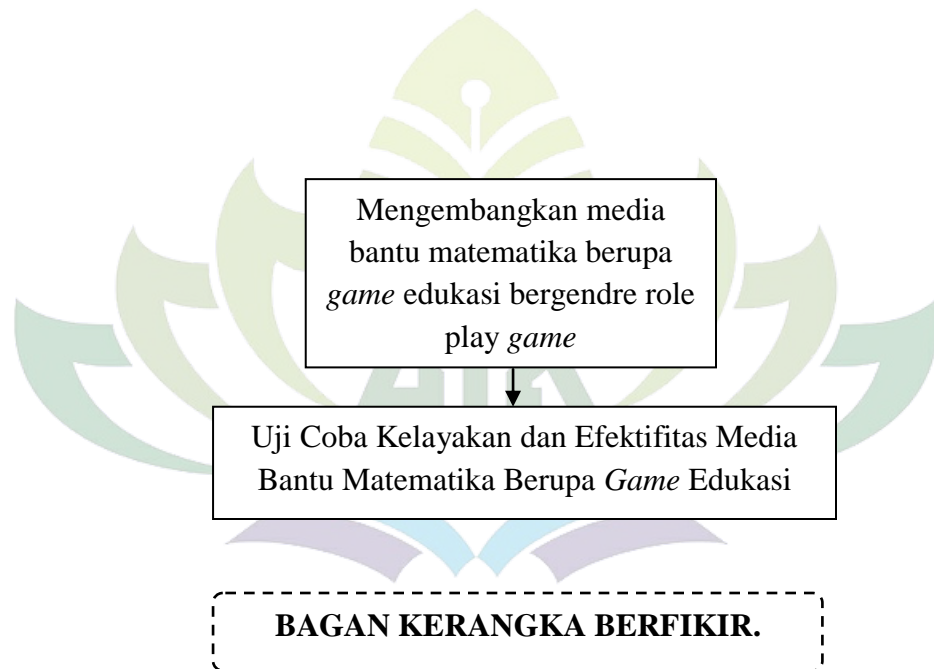 Mengembangkan media
bantu matematika berupa
game edukasi bergendre role
play game
Uji Coba Kelayakan dan Efektifitas Media
Bantu Matematika Berupa Game Edukasi
BAGAN KERANGKA BERFIKIR.